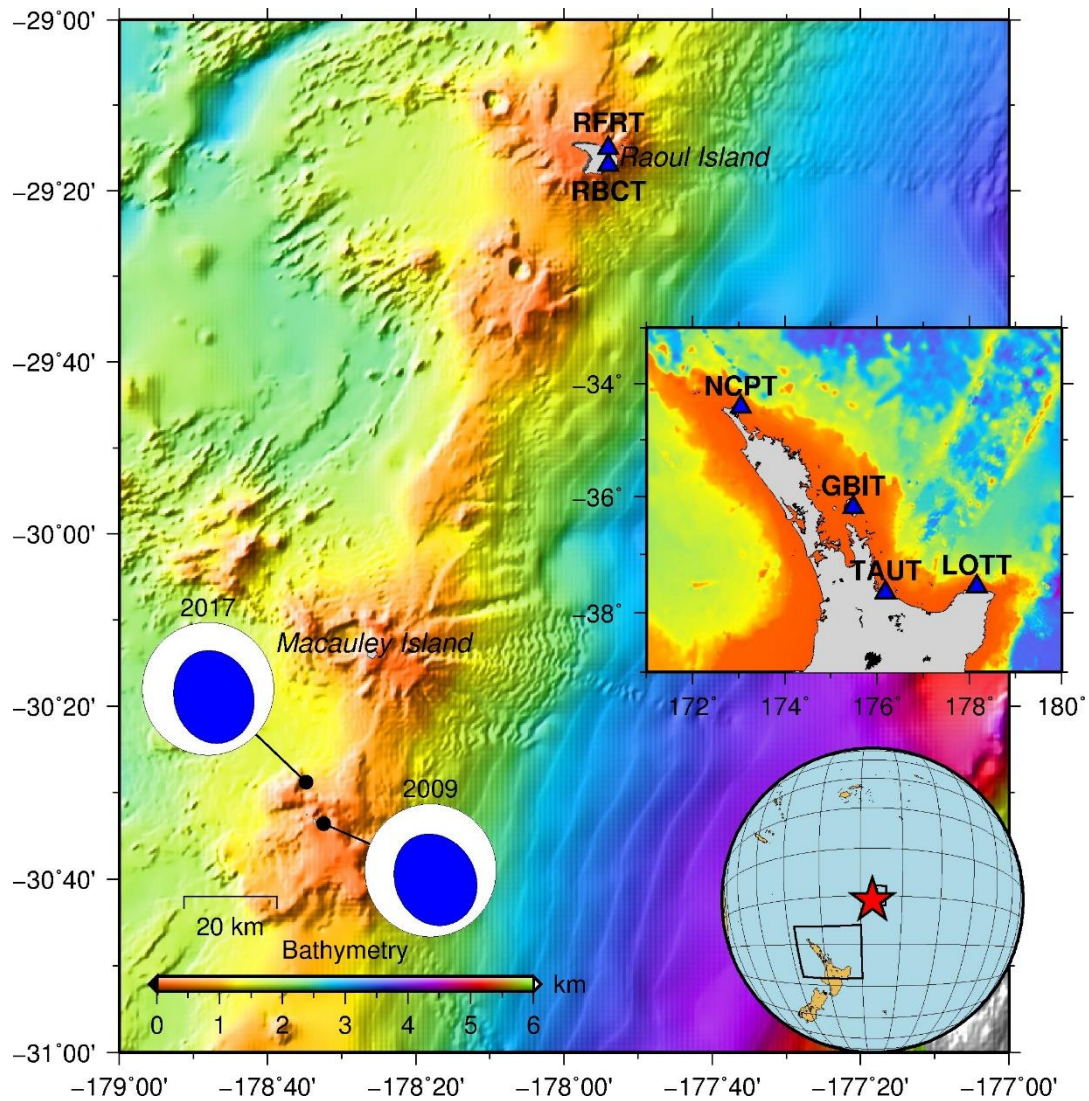 −29°00'
RFRT
Raoul Island
−29°20'
RBCT
−29°40'
−34°
NCPT
−36°
GBIT
−30°00'
TAUT LOTT
2017
−38°
Macauley Island
−30°20'
172° 174° 176° 178° 180°
2009
−30°40'
20 km
Bathymetry
km
0 1 2 3 4 5 6
−31°00'
−179°00' −178°40' −178°20' −178°00' −177°40' −177°20' −177°00'